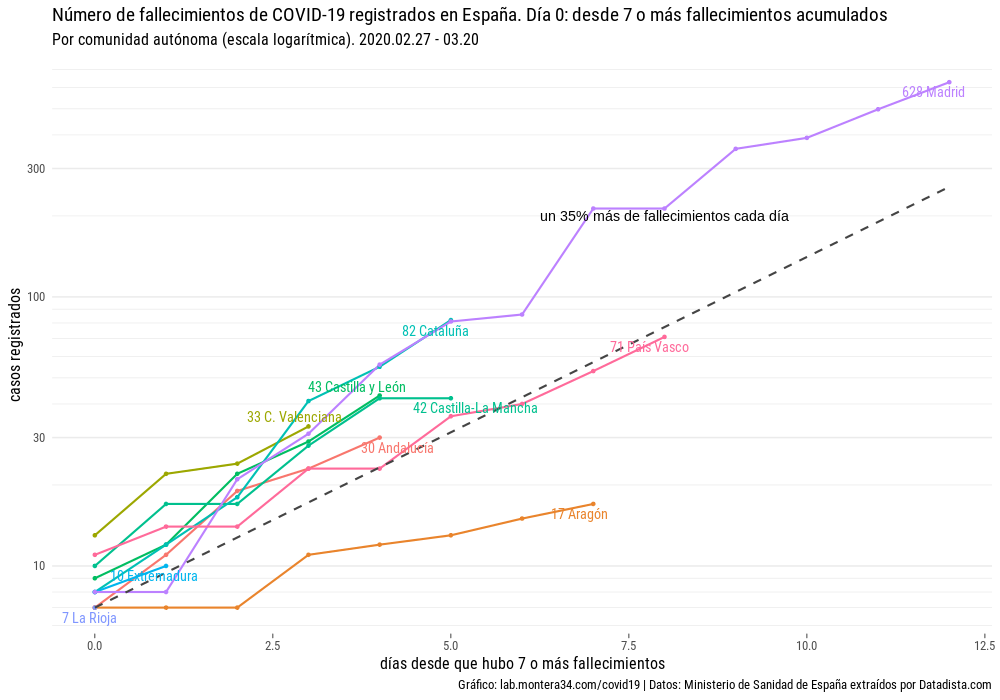 Número de fallecimientos de COVID-19 registrados en España. Día 0: desde 7 o más fallecimientos acumulados
Por comunidad autónoma (escala logarítmica). 2020.02.27 - 03.20
628 Madrid
300
un 35% más de fallecimientos cada día
casos registrados
100
82 Cataluña
71 País Vasco
43 Castilla y León
42 Castilla-La Mancha
33 C. Valenciana
30
30 Andalucía
17 Aragón
10
10 Extremadura
7 La Rioja
0.0 2.5 5.0 7.5 10.0 12.5
días desde que hubo 7 o más fallecimientos
Gráfico: lab.montera34.com/covid19 | Datos: Ministerio de Sanidad de España extraídos por Datadista.com